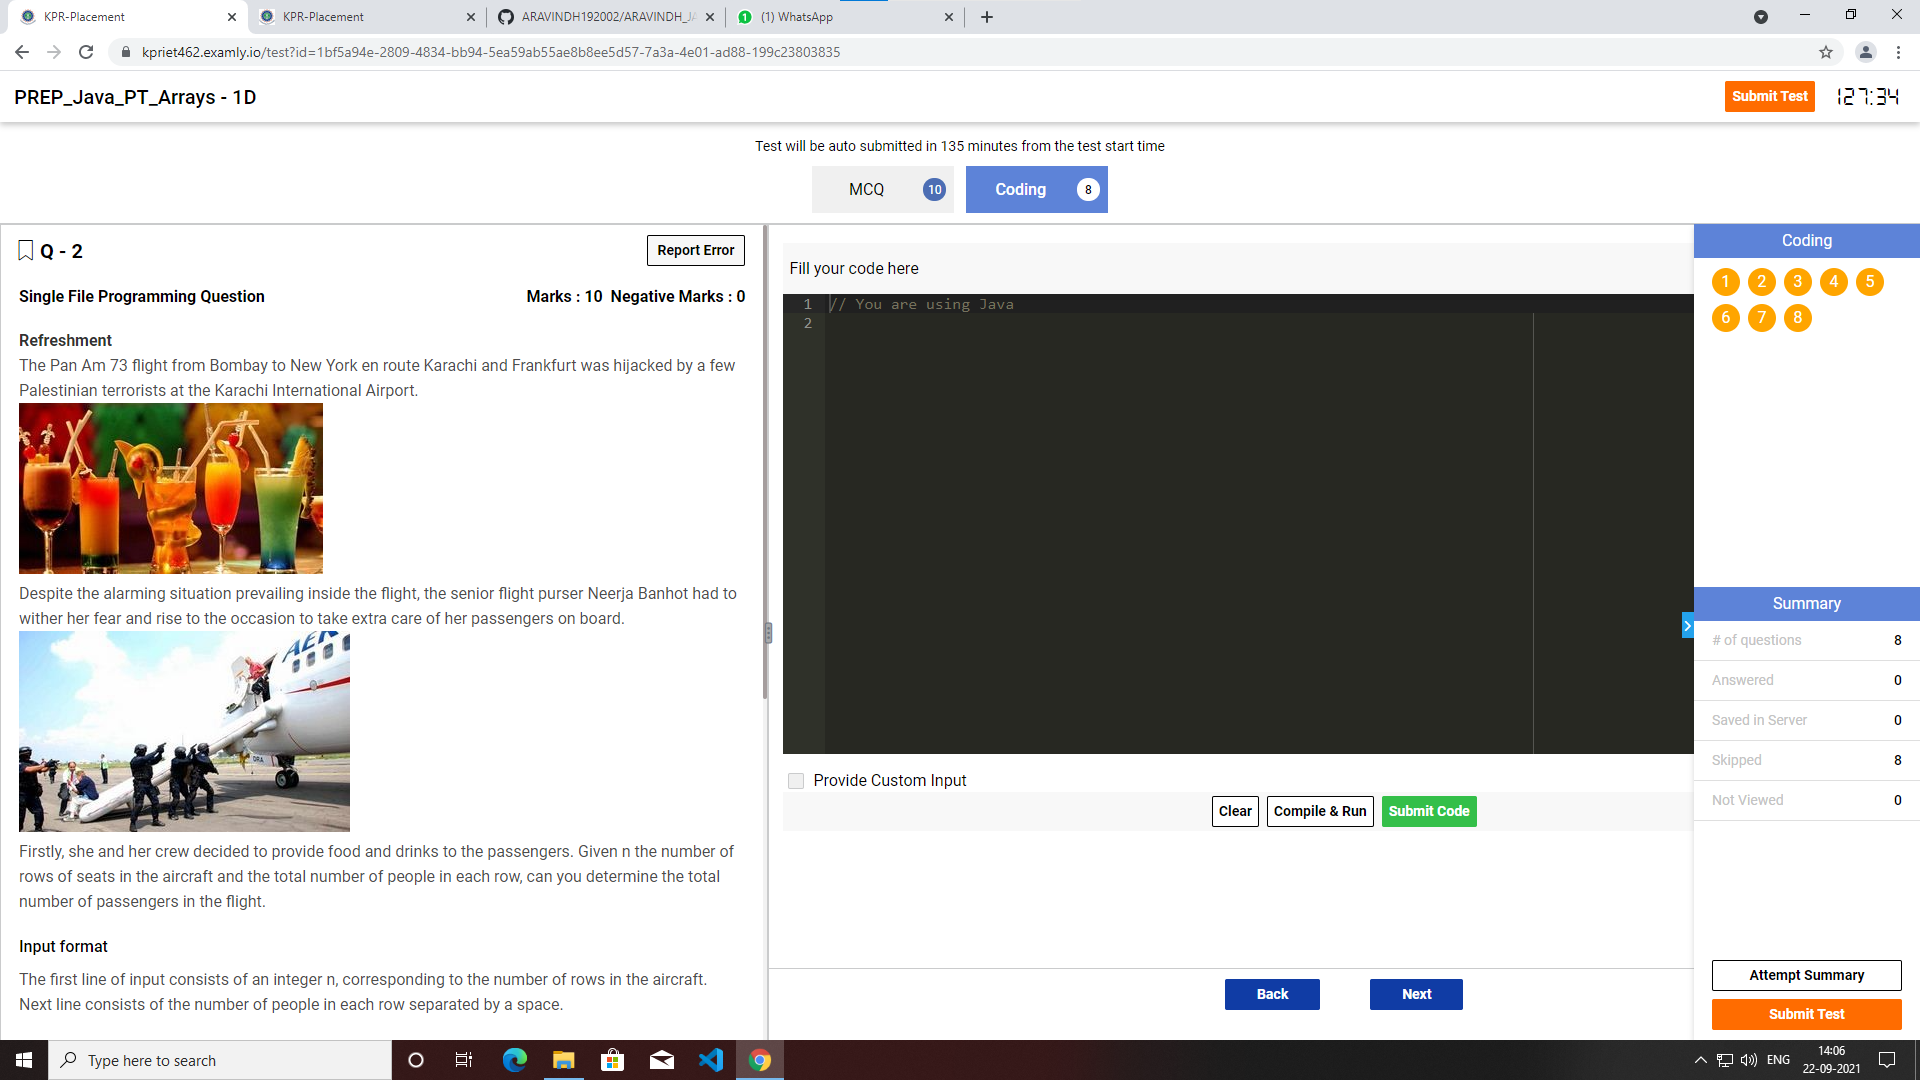 KPR-Placement
KPR-Placement
ARAVINDH192002/ARAVINDH_JA
(1) WhatsApp
kpriet462.examly.io/test?id=1bf5a94e-2809-4834-bb94-5ea59ab55ae8b8ee5d57-7a3a-4e01-ad88-199c23803835
PREP_Java_PT_Arrays - 1D
Submit Test
127:34
Test will be auto submitted in 135 minutes from the test start time
MCQ 10
Coding 8
Q - 2
Report Error
Single File Programming Question
Marks : 10 Negative Marks : 0
Refreshment
The Pan Am 73 flight from Bombay to New York en route Karachi and Frankfurt was hijacked by a few
Palestinian terrorists at the Karachi International Airport.
Despite the alarming situation prevailing inside the flight, the senior flight purser Neerja Banhot had to
wither her fear and rise to the occasion to take extra care of her passengers on board.
Firstly, she and her crew decided to provide food and drinks to the passengers. Given n the number of
rows of seats in the aircraft and the total number of people in each row, can you determine the total
number of passengers in the flight.
Input format
The first line of input consists of an integer n, corresponding to the number of rows in the aircraft.
Next line consists of the number of people in each row separated by a space.
Fill your code here
1 // You are using Java
2
Provide Custom Input
Clear
Compile & Run
Submit Code
Back
Next
Coding
1 2 3 4 5
6 7 8
Summary
# of questions 8
Answered 0
Saved in Server 0
Skipped 8
Not Viewed 0
Attempt Summary
Submit Test
Type here to search
ENG
14:06
22-09-2021